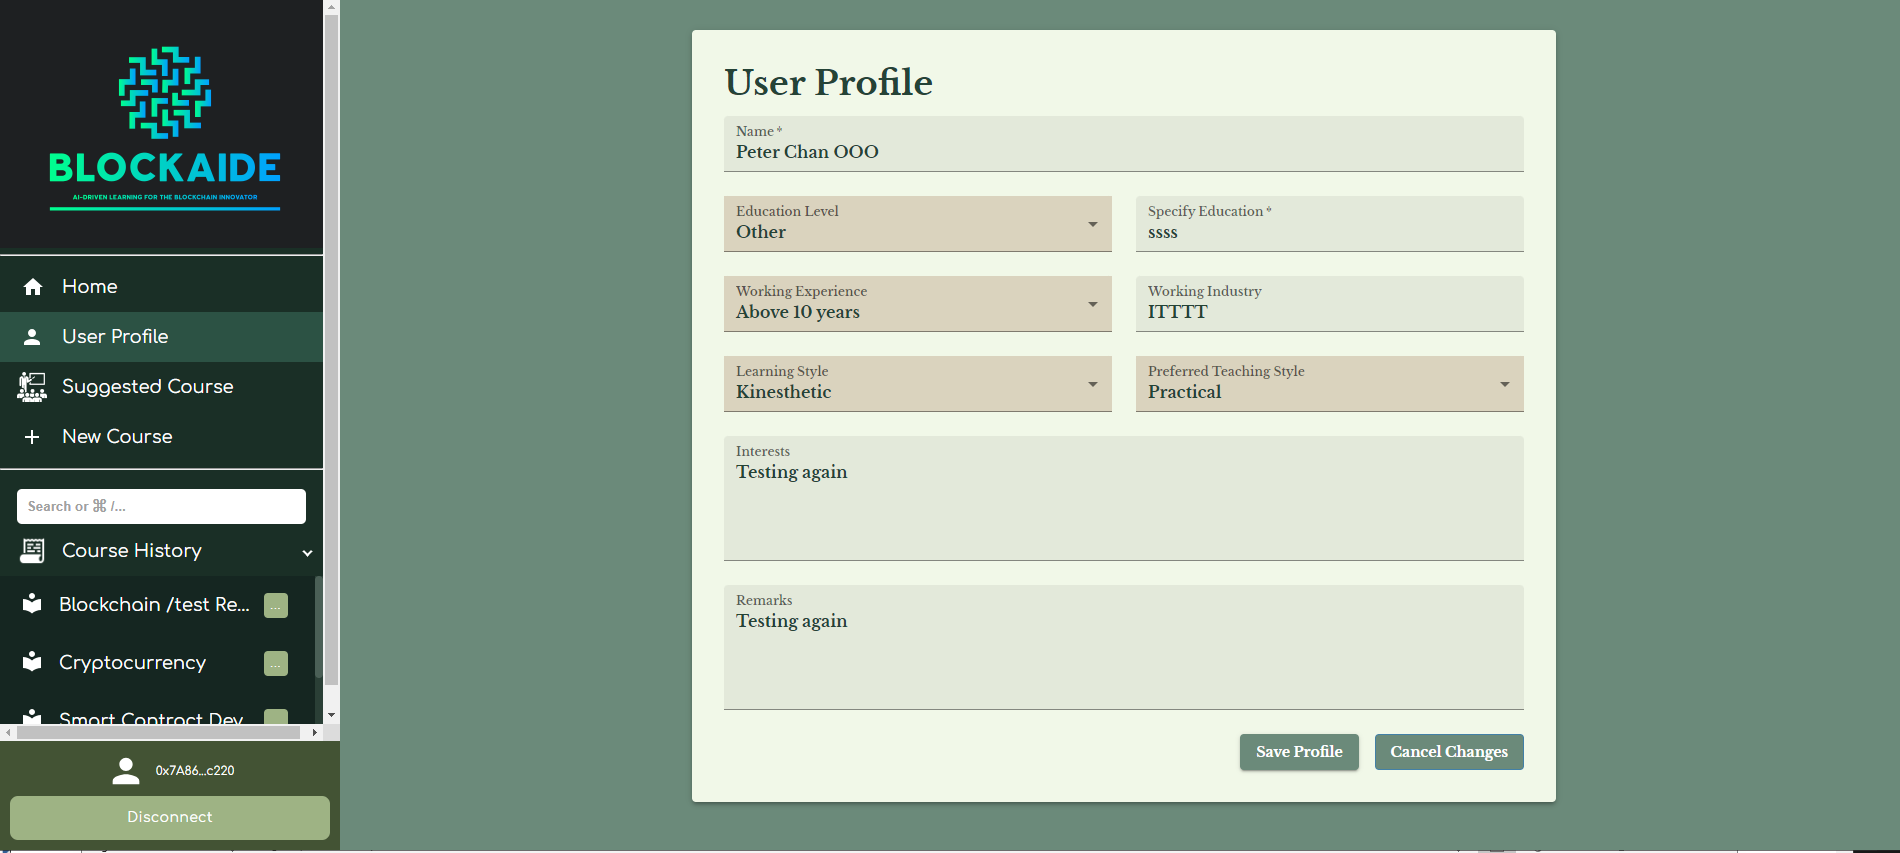 BLOCKAIDE
AI-DRIVEN LEARNING FOR THE BLOCKCHAIN INNOVATOR
Home
User Profile
Suggested Course
New Course
Search or ⌘ /...
Course History
Blockchain /test Re... ...
Cryptocurrency ...
Smart Contract Dev
0x7A86...c220
Disconnect
User Profile
Name *
Peter Chan OOO
Education Level
Other
Specify Education *
ssss
Working Experience
Above 10 years
Working Industry
ITTTT
Learning Style
Kinesthetic
Preferred Teaching Style
Practical
Interests
Testing again
Remarks
Testing again
Save Profile
Cancel Changes